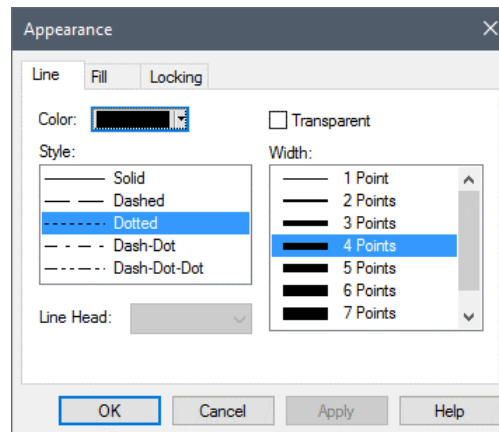 Appearance
Line Fill Locking
Color: Transparent
Style: Width:
Solid
Dashed
Dotted
Dash-Dot
Dash-Dot-Dot
1 Point
2 Points
3 Points
4 Points
5 Points
6 Points
7 Points
Line Head:
OK Cancel Apply Help